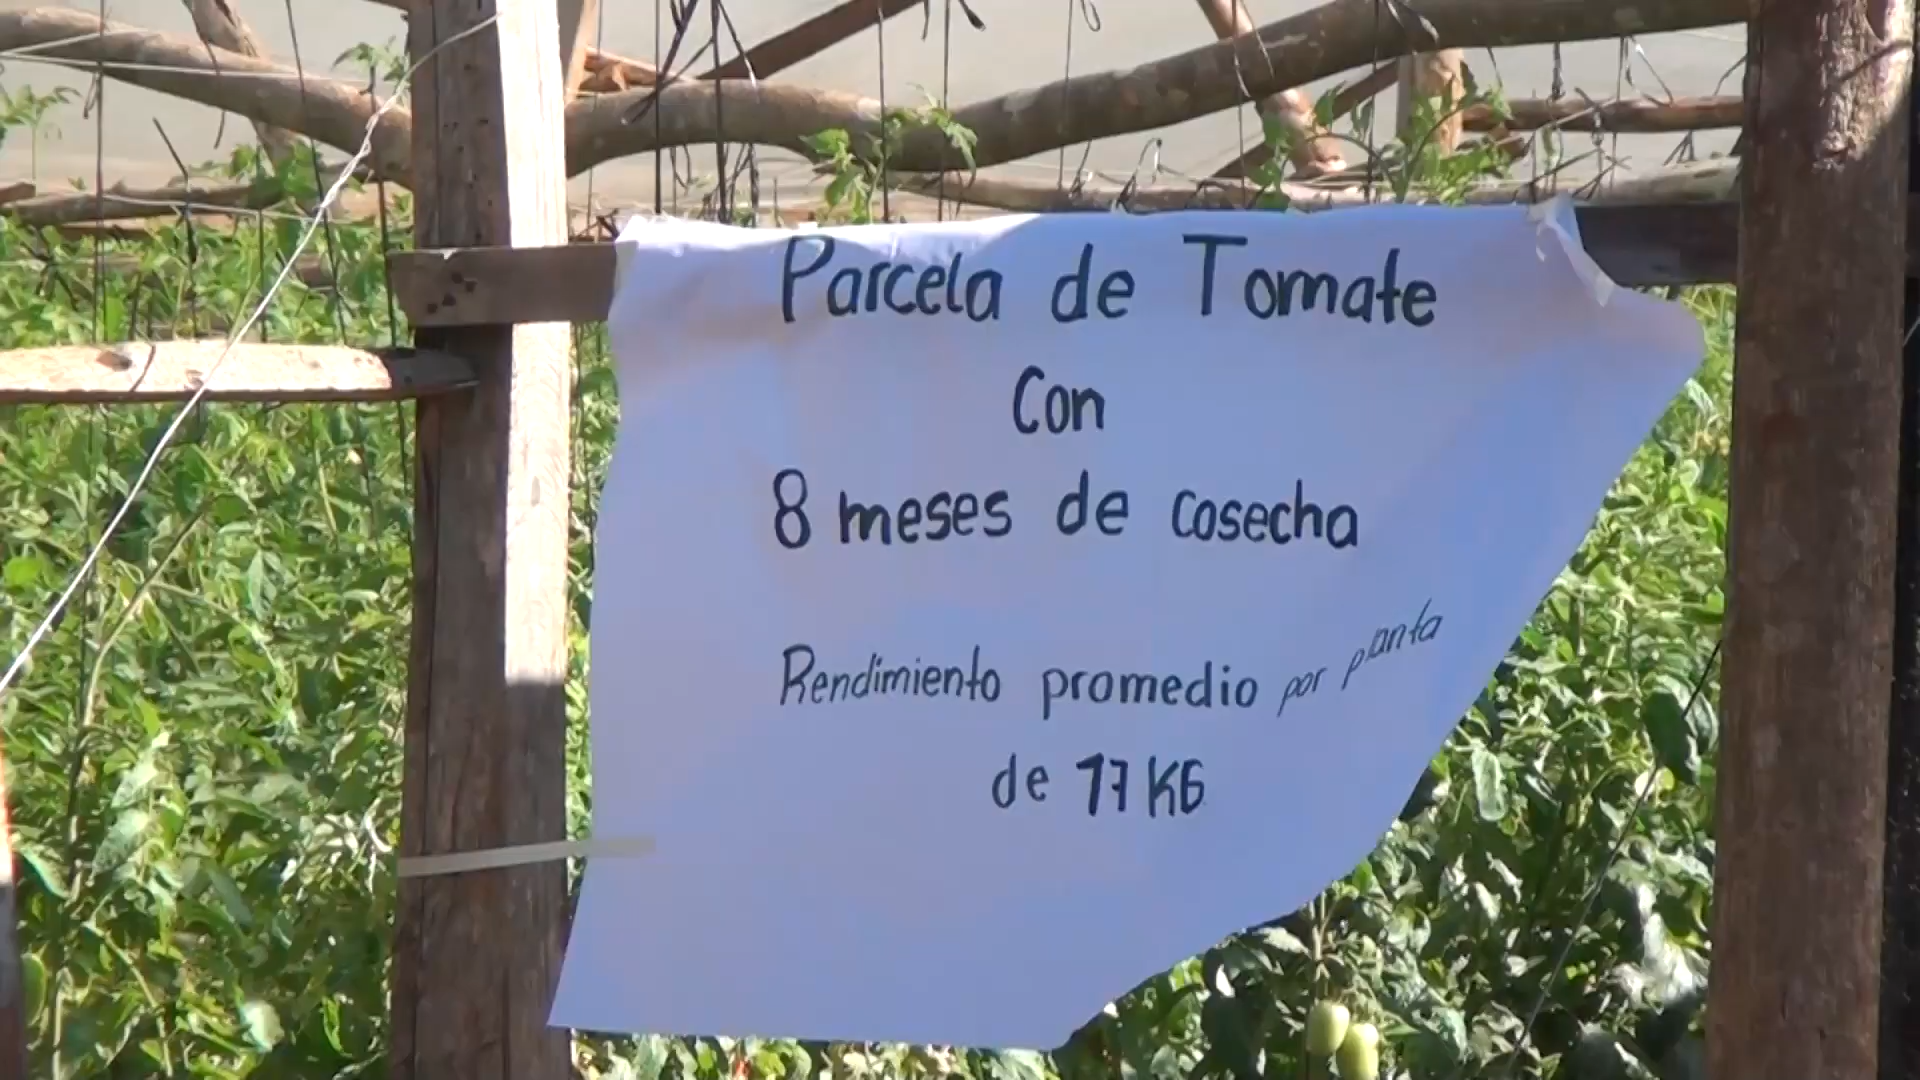 Parcela de Tomate
Con
8 meses de cosecha
Rendimiento promedio por planta
de 17 KG